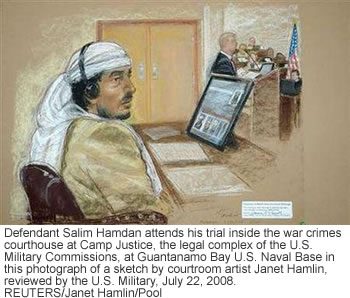 Defendant Salim Hamdan attends his trial inside the war crimes
courthouse at Camp Justice, the legal complex of the U.S.
Military Commissions, at Guantanamo Bay U.S. Naval Base in
this photograph of a sketch by courtroom artist Janet Hamlin,
reviewed by the U.S. Military, July 22, 2008.
REUTERS/Janet Hamlin/Pool